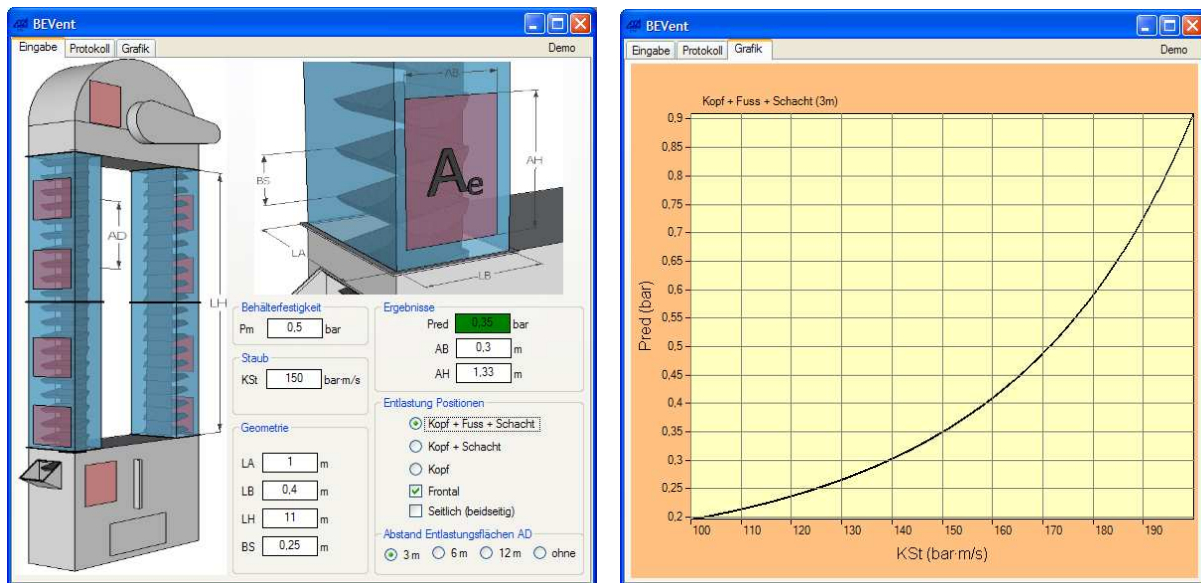 BEVent
Eingabe Protokoll Grafik Demo
AB
AH
BS
Ae
LA
LB
AD
LH
Behälterfestigkeit
Pm 0,5 bar
Staub
KSt 150 bar·m/s
Geometrie
LA 1 m
LB 0,4 m
LH 11 m
BS 0,25 m
Ergebnisse
Pred 0,35 bar
AB 0,3 m
AH 1,33 m
Entlastung Positionen
Kopf + Fuss + Schacht
Kopf + Schacht
Kopf
Frontal
Seitlich (beidseitig)
Abstand Entlastungsflächen AD
3 m 6 m 12 m ohne
BEVent
Eingabe Protokoll Grafik Demo
Kopf + Fuss + Schacht (3m)
0,9
0,85
0,8
0,75
0,7
0,65
0,6
0,55
0,5
0,45
0,4
0,35
0,3
0,25
0,2
Pred (bar)
100 110 120 130 140 150 160 170 180 190
KSt (bar·m/s)